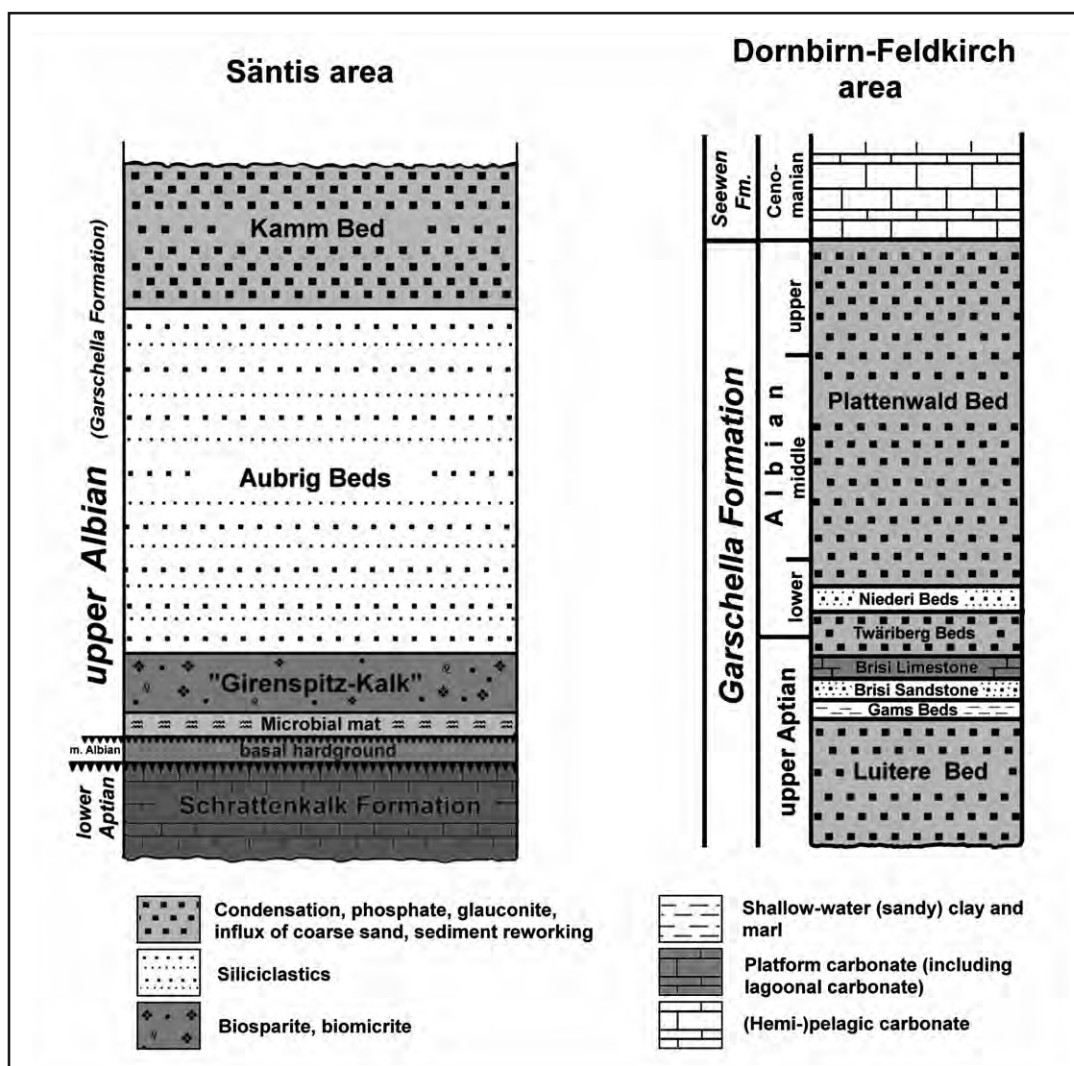 Säntis area
Dornbirn-Feldkirch
area
(Garschella Formation)
upper Albian
m. Albian
lower
Aptian
Kamm Bed
Aubrig Beds
"Girenspitz-Kalk"
Microbial mat
basal hardground
Schrattenkalk Formation
Seewen
Fm.
Garschella Formation
Ceno-
manian
Albian
upper
middle
lower
upper Aptian
Plattenwald Bed
Niederi Beds
Twäriberg Beds
Brisi Limestone
Brisi Sandstone
Gams Beds
Luitere Bed
Condensation, phosphate, glauconite,
influx of coarse sand, sediment reworking
Siliciclastics
Biosparite, biomicrite
Shallow-water (sandy) clay and
marl
Platform carbonate (including
lagoonal carbonate)
(Hemi-)pelagic carbonate